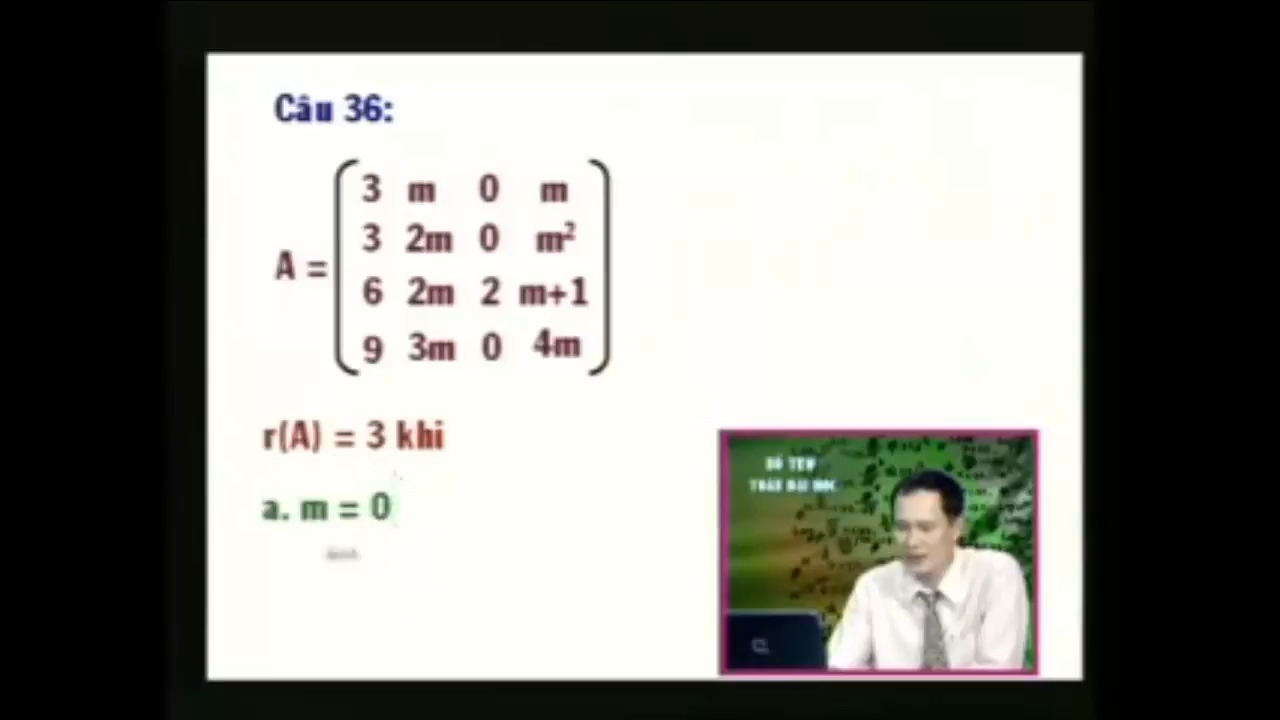 Câu 36:
A =
3 m 0 m
3 2m 0 m²
6 2m 2 m+1
9 3m 0 4m
r(A) = 3 khi
a. m = 0